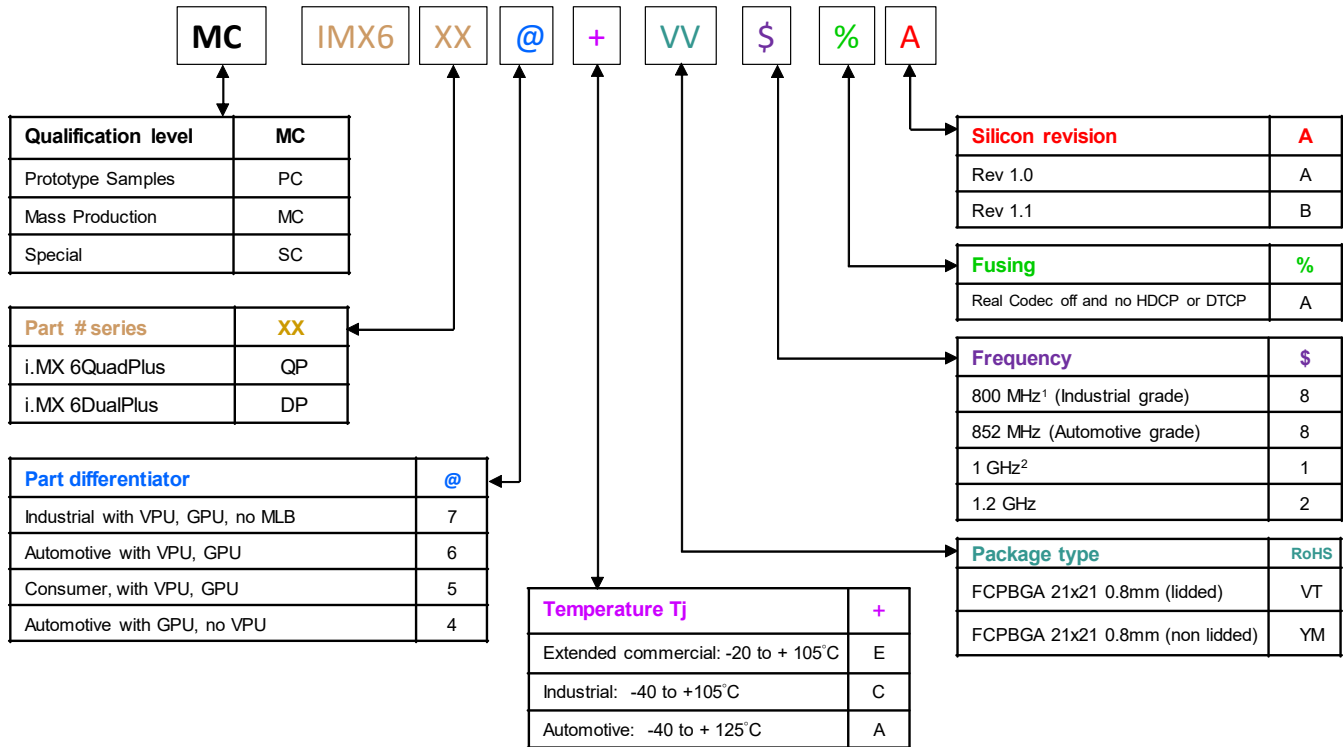 MC IMX6 XX @ + VV $ % A
Qualification level MC
Prototype Samples PC
Mass Production MC
Special SC
Part # series XX
i.MX 6QuadPlus QP
i.MX 6DualPlus DP
Part differentiator @
Industrial with VPU, GPU, no MLB 7
Automotive with VPU, GPU 6
Consumer, with VPU, GPU 5
Automotive with GPU, no VPU 4
Temperature Tj +
Extended commercial: -20 to + 105°C E
Industrial: -40 to +105°C C
Automotive: -40 to + 125°C A
Silicon revision A
Rev 1.0 A
Rev 1.1 B
Fusing %
Real Codec off and no HDCP or DTCP A
Frequency $
800 MHz¹ (Industrial grade) 8
852 MHz (Automotive grade) 8
1 GHz² 1
1.2 GHz 2
Package type RoHS
FCPBGA 21x21 0.8mm (lidded) VT
FCPBGA 21x21 0.8mm (non lidded) YM